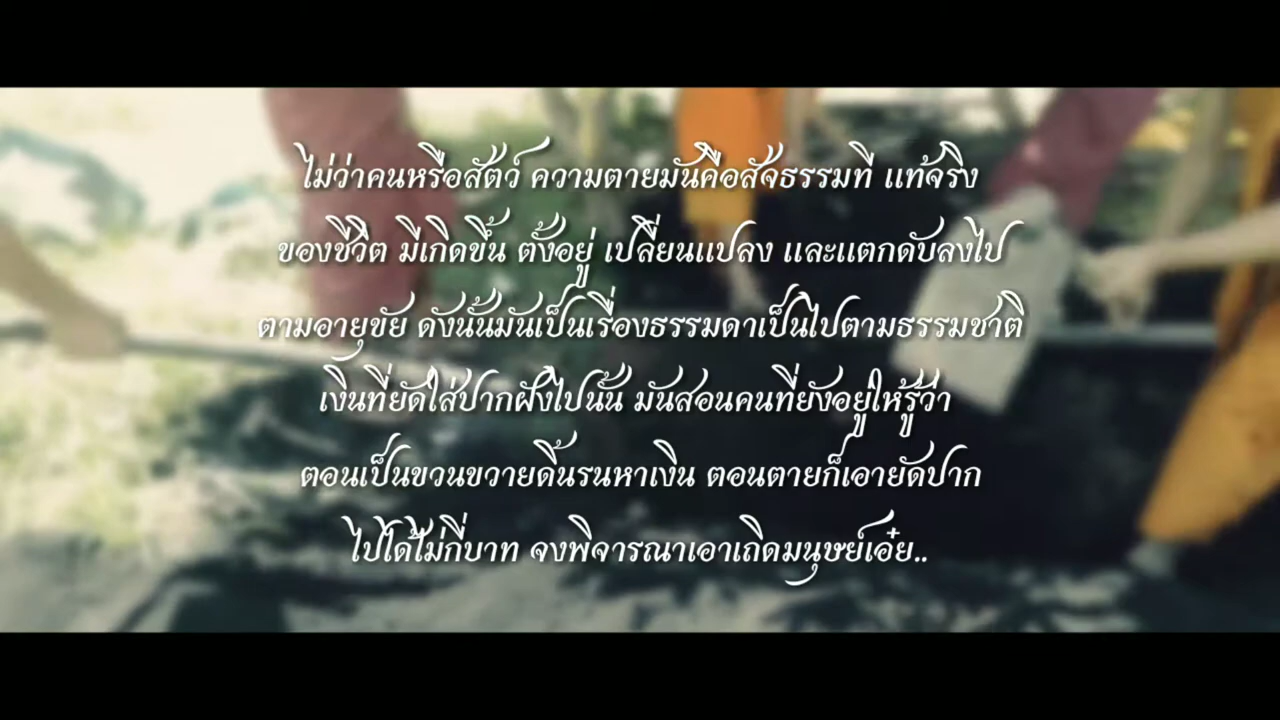 ไม่ว่าคนหรือสัตว์ ความตายมันคือสัจธรรมที่ แท้จริง
ของชีวิต มีเกิดขึ้น ตั้งอยู่ เปลี่ยนแปลง และแตกดับลงไป
ตามอายุขัย ดังนั้นมันเป็นเรื่องธรรมดาเป็นไปตามธรรมชาติ
เงินที่ยัดใส่ปากฝังไปนั้น มันสอนคนที่ยังอยู่ให้รู้ว่า
ตอนเป็นขวนขวายดิ้นรนหาเงิน ตอนตายก็เอายัดปาก
ไปได้ไม่กี่บาท จงพิจารณาเอาเถิดมนุษย์เอ๋ย..